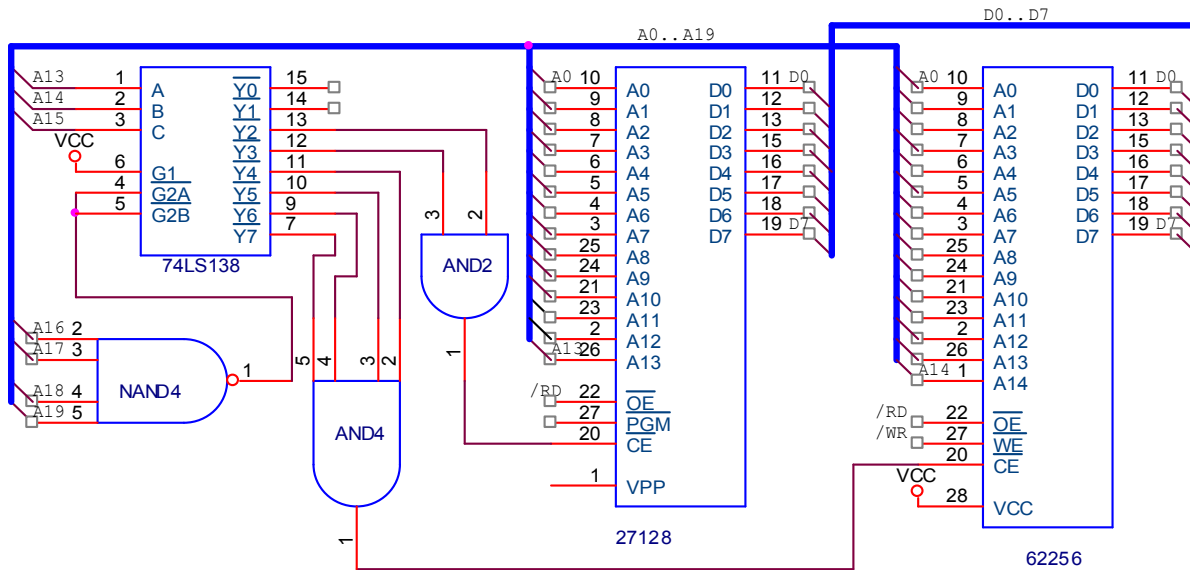 D0..D7
A0..A19
A13 1 A Y0 15
A14 2 B Y1 14
A15 3 C Y2 13
VCC Y3 12
6 G1 Y4 11
4 G2A Y5 10
5 G2B Y6 9
Y7 7
74LS138
3 2
AND2
1
A16 2
A17 3
NAND4 1
A18 4
A19 5
5 4 3 2
AND4
1
A0 10 A0 D0 11 D0
9 A1 D1 12
8 A2 D2 13
7 A3 D3 15
6 A4 D4 16
5 A5 D5 17
4 A6 D6 18
3 A7 D7 19 D7
25 A8
24 A9
21 A10
23 A11
2 A12
A13 26 A13
/RD 22 OE
27 PGM
20 CE
1 VPP
27128
A0 10 A0 D0 11 D0
9 A1 D1 12
8 A2 D2 13
7 A3 D3 15
6 A4 D4 16
5 A5 D5 17
4 A6 D6 18
3 A7 D7 19 D7
25 A8
24 A9
21 A10
23 A11
2 A12
26 A13
A14 1 A14
/RD 22 OE
/WR 27 WE
20 CE
VCC
28 VCC
62256